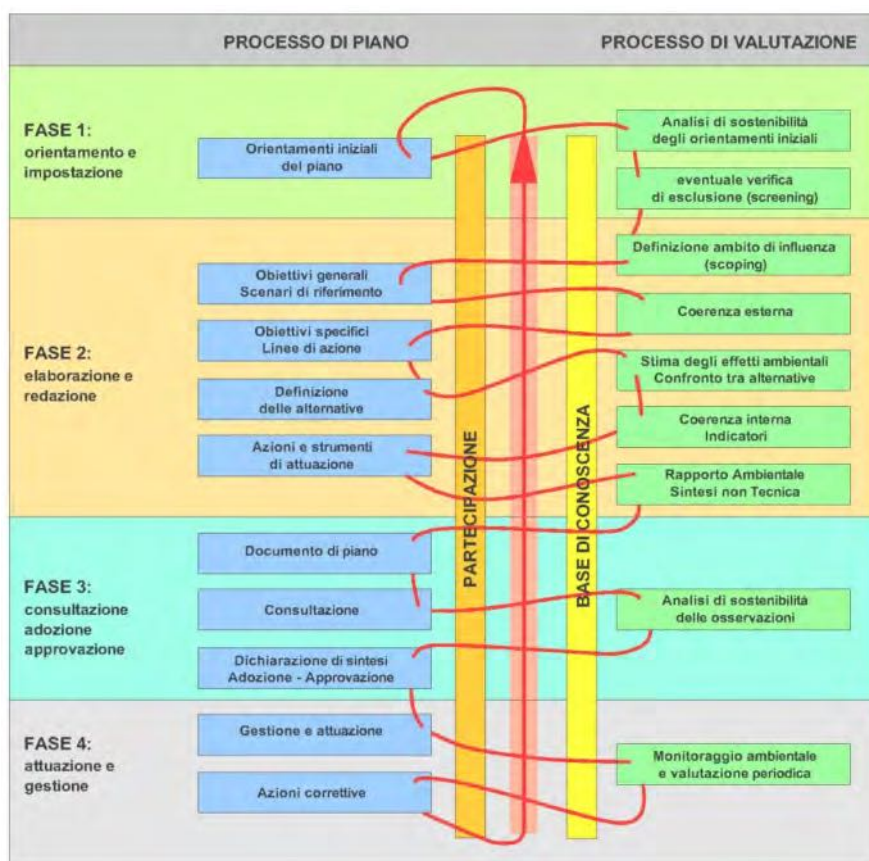 PROCESSO DI PIANO
PROCESSO DI VALUTAZIONE
FASE 1:
orientamento e
impostazione
Orientamenti iniziali
del piano
Analisi di sostenibilità
degli orientamenti iniziali
eventuale verifica
di esclusione (screening)
FASE 2:
elaborazione e
redazione
Obiettivi generali
Scenari di riferimento
Obiettivi specifici
Linee di azione
Definizione
delle alternative
Azioni e strumenti
di attuazione
Definizione ambito di influenza
(scoping)
Coerenza esterna
Stima degli effetti ambientali
Confronto tra alternative
Coerenza interna
Indicatori
Rapporto Ambientale
Sintesi non Tecnica
PARTECIPAZIONE
BASE DI CONOSCENZA
FASE 3:
consultazione
adozione
approvazione
Documento di piano
Consultazione
Dichiarazione di sintesi
Adozione - Approvazione
Analisi di sostenibilità
delle osservazioni
FASE 4:
attuazione e
gestione
Gestione e attuazione
Azioni correttive
Monitoraggio ambientale
e valutazione periodica